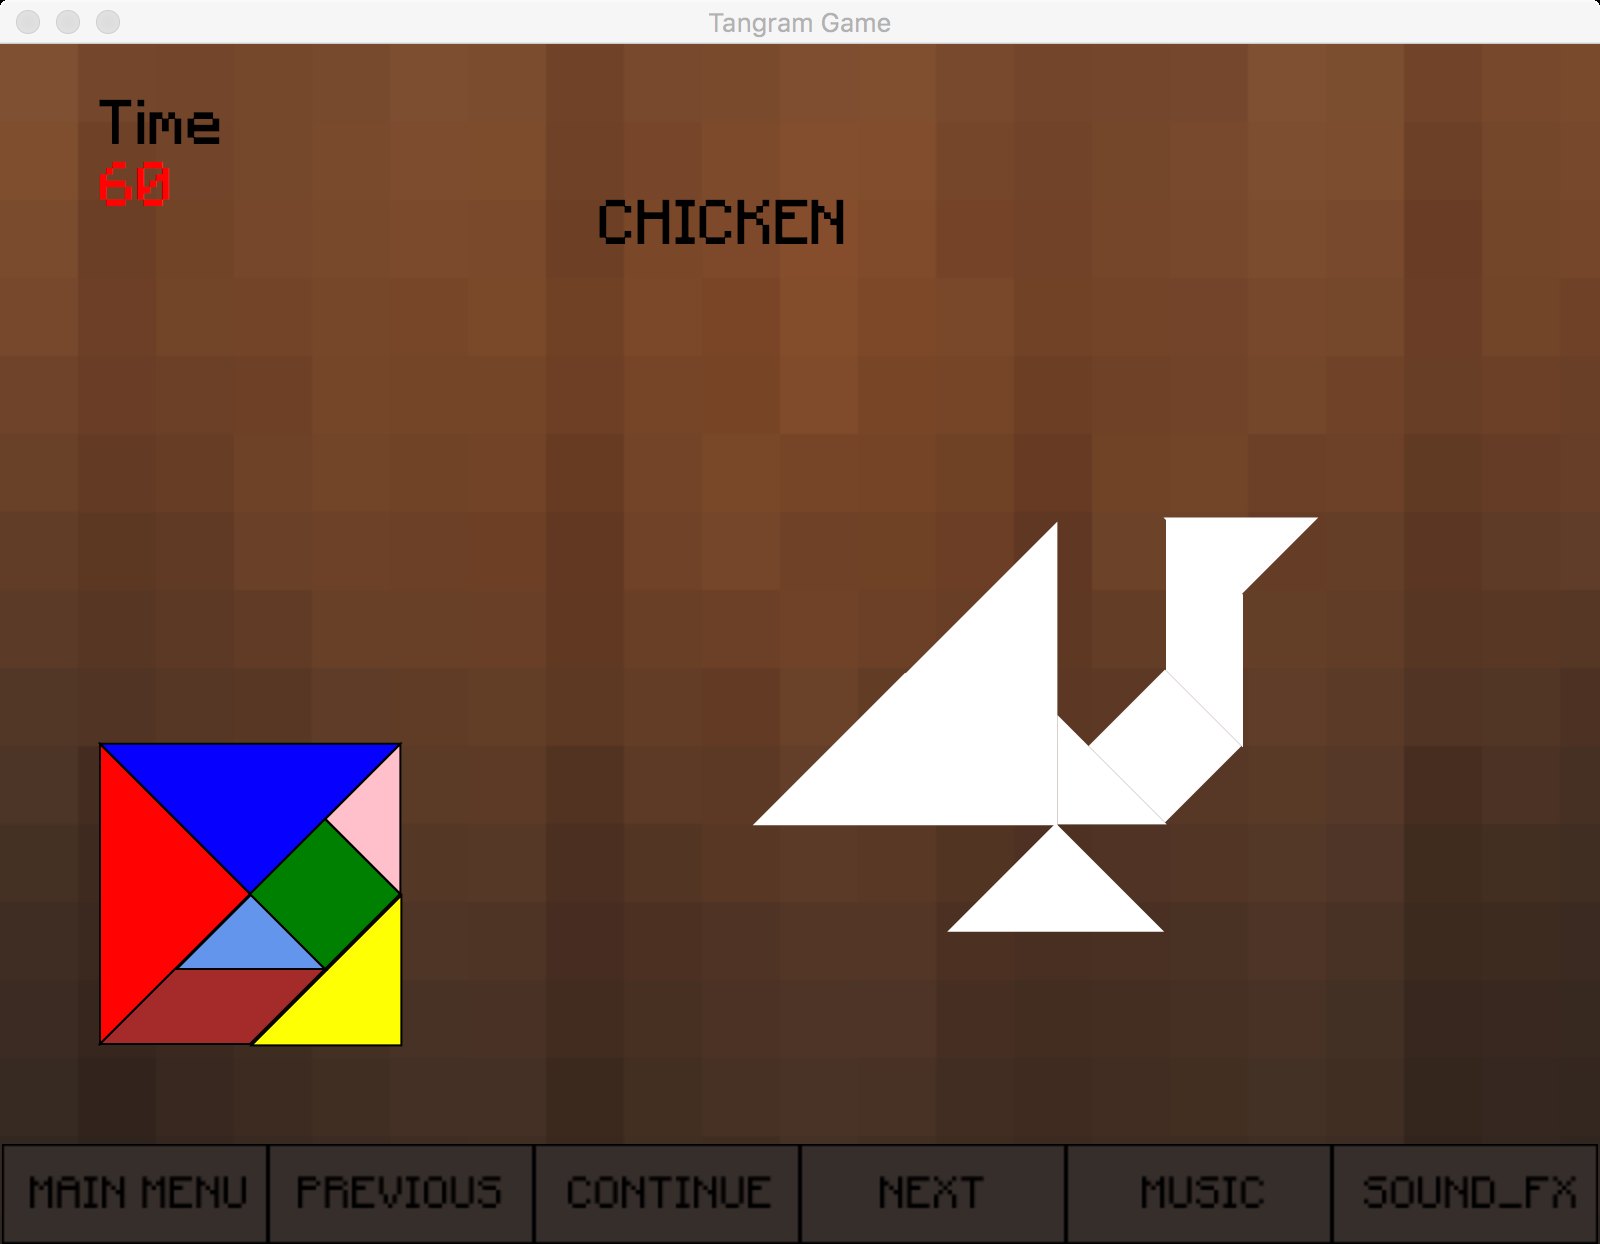 Tangram Game
Time
60
CHICKEN
MAIN MENU
PREVIOUS
CONTINUE
NEXT
MUSIC
SOUND_FX